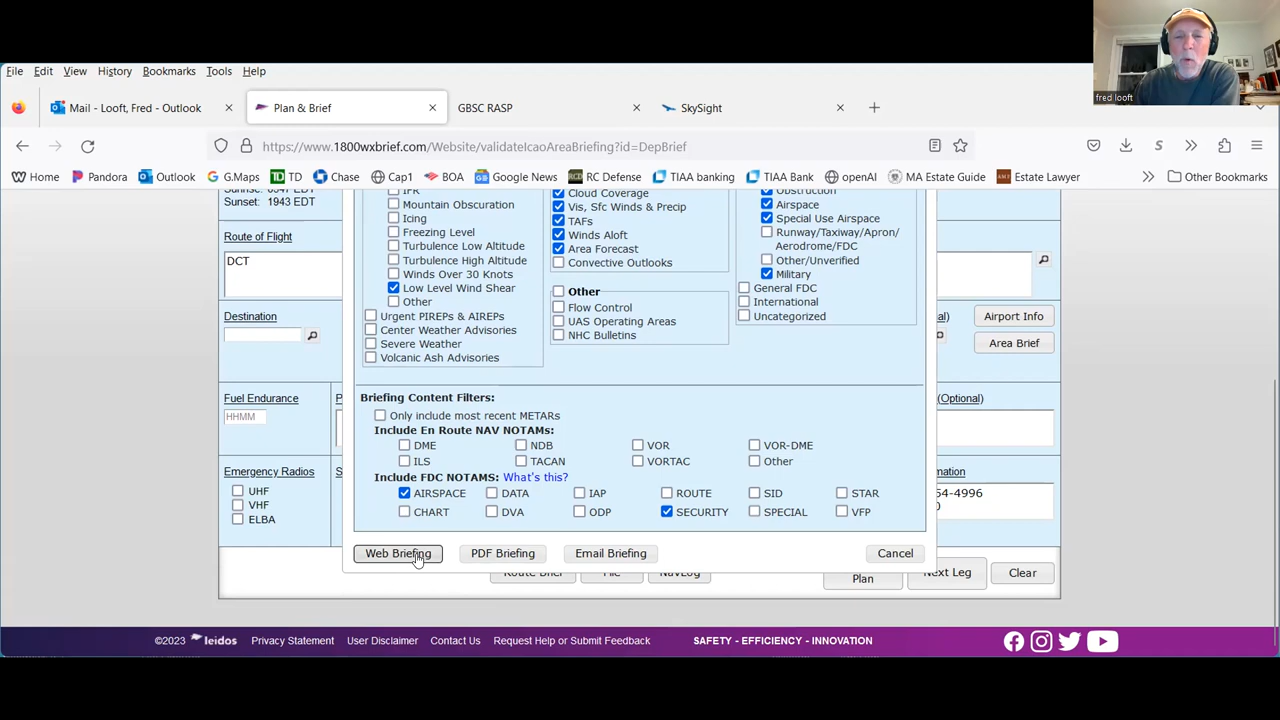 fred looft
File Edit View History Bookmarks Tools Help
Mail - Looft, Fred - Outlook Plan & Brief GBSC RASP SkySight
https://www.1800wxbrief.com/Website/validateIcaoAreaBriefing?id=DepBrief
Home Pandora Outlook G.Maps TD Chase Cap1 BOA Google News RC Defense TIAA banking TIAA Bank openAI MA Estate Guide Estate Lawyer Other Bookmarks
Sunrise: 0547 EDT
Sunset: 1943 EDT
Route of Flight
DCT
Destination
Fuel Endurance
HHMM
Emergency Radios
UHF
VHF
ELBA
IFR
Mountain Obscuration
Icing
Freezing Level
Turbulence Low Altitude
Turbulence High Altitude
Winds Over 30 Knots
Low Level Wind Shear
Other
Urgent PIREPs & AIREPs
Center Weather Advisories
Severe Weather
Volcanic Ash Advisories
Cloud Coverage
Vis, Sfc Winds & Precip
TAFs
Winds Aloft
Area Forecast
Convective Outlooks
Other
Flow Control
UAS Operating Areas
NHC Bulletins
Obstruction
Airspace
Special Use Airspace
Runway/Taxiway/Apron/
Aerodrome/FDC
Other/Unverified
Military
General FDC
International
Uncategorized
Airport Info
Area Brief
(Optional)
Briefing Content Filters:
Only include most recent METARs
Include En Route NAV NOTAMs:
DME NDB VOR VOR-DME
ILS TACAN VORTAC Other
Include FDC NOTAMS: What's this?
AIRSPACE DATA IAP ROUTE SID STAR
CHART DVA ODP SECURITY SPECIAL VFP
Web Briefing PDF Briefing Email Briefing Cancel
Route Brief File NavLog Plan Next Leg Clear
©2023 leidos Privacy Statement User Disclaimer Contact Us Request Help or Submit Feedback SAFETY - EFFICIENCY - INNOVATION